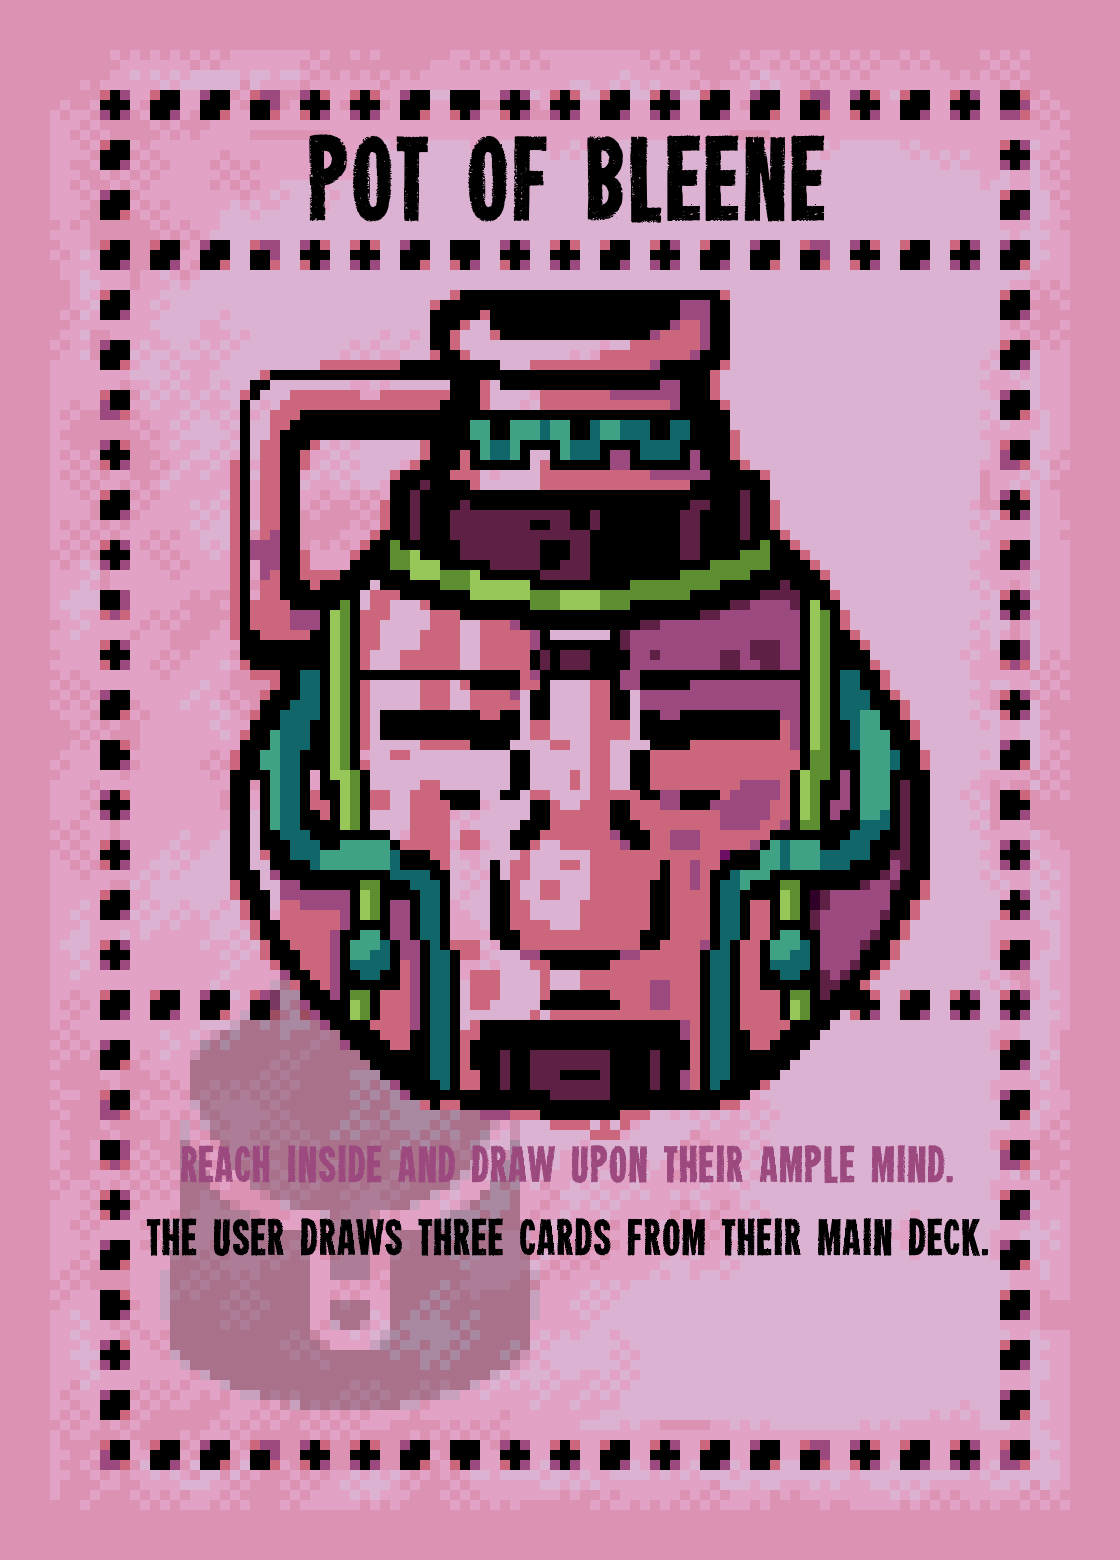 POT OF BLEENE
REACH INSIDE AND DRAW UPON THEIR AMPLE MIND.
THE USER DRAWS THREE CARDS FROM THEIR MAIN DECK.